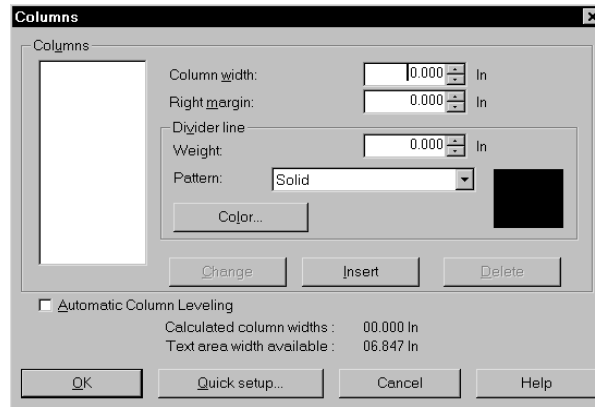 Columns
Columns
Column width: 0.000 In
Right margin: 0.000 In
Divider line
Weight: 0.000 In
Pattern: Solid
Color...
Change Insert Delete
Automatic Column Leveling
Calculated column widths : 00.000 In
Text area width available : 06.847 In
OK Quick setup... Cancel Help